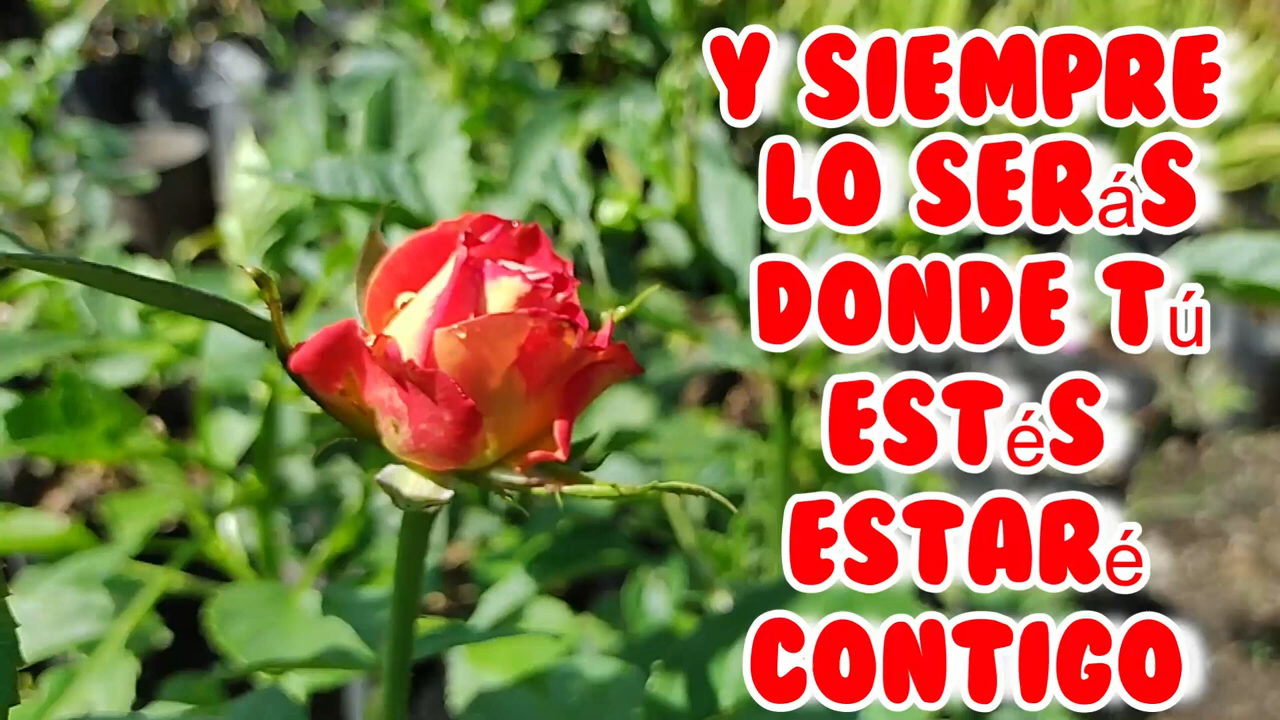 Y SIEMPRE
LO SERáS
DONDE Tú
ESTéS
ESTARé
CONTIGO